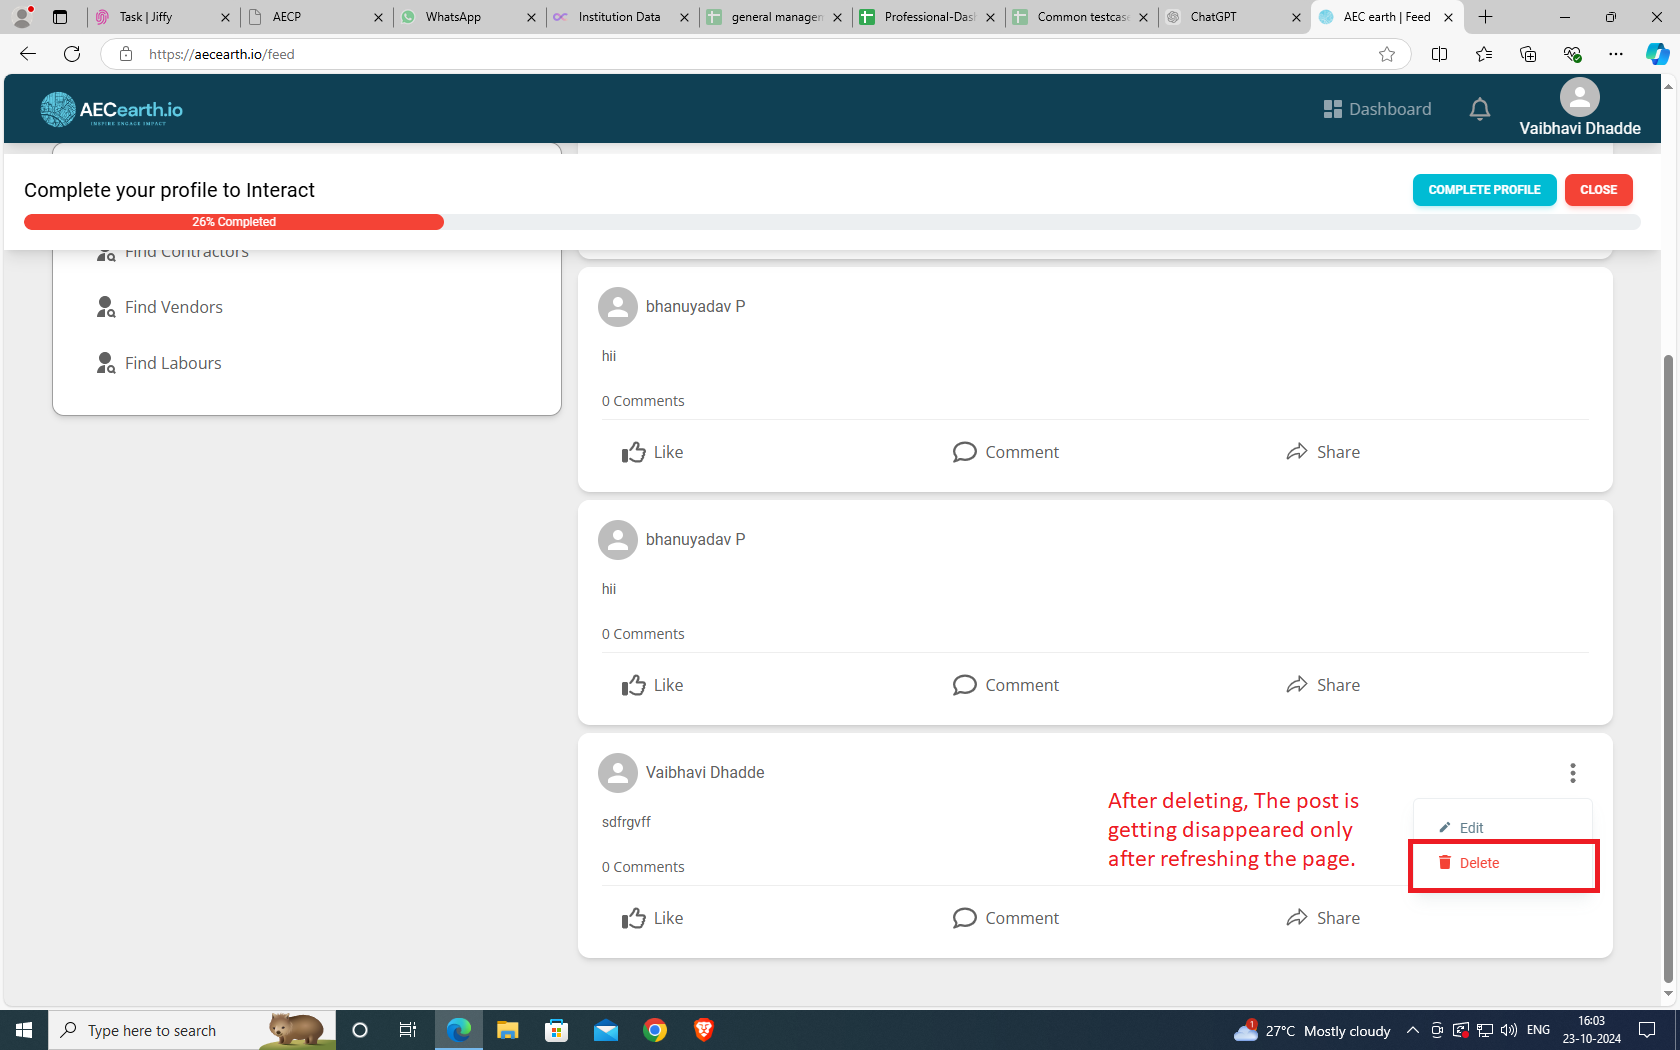 Task | Jiffy
AECP
WhatsApp
Institution Data
general managem
Professional-Das
Common testcase
ChatGPT
AEC earth | Feed
https://aecearth.io/feed
AECearth.io
INSPIRE ENGAGE IMPACT
Dashboard
Vaibhavi Dhadde
Complete your profile to Interact
COMPLETE PROFILE
CLOSE
26% Completed
Find Contractors
Find Vendors
Find Labours
bhanuyadav P
hii
0 Comments
Like
Comment
Share
bhanuyadav P
hii
0 Comments
Like
Comment
Share
Vaibhavi Dhadde
sdfrgvff
0 Comments
After deleting, The post is
getting disappeared only
after refreshing the page.
Edit
Delete
Like
Comment
Share
Type here to search
1
27°C Mostly cloudy
ENG
16:03
23-10-2024